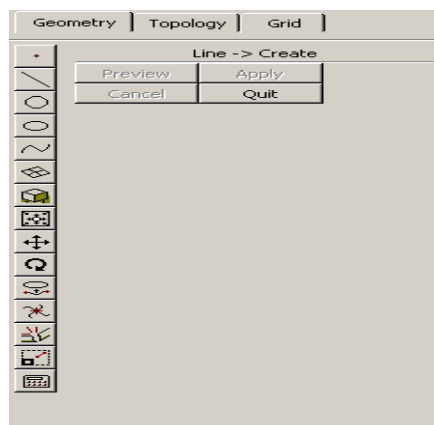 Geometry Topology Grid
Line -> Create
Preview Apply
Cancel Quit